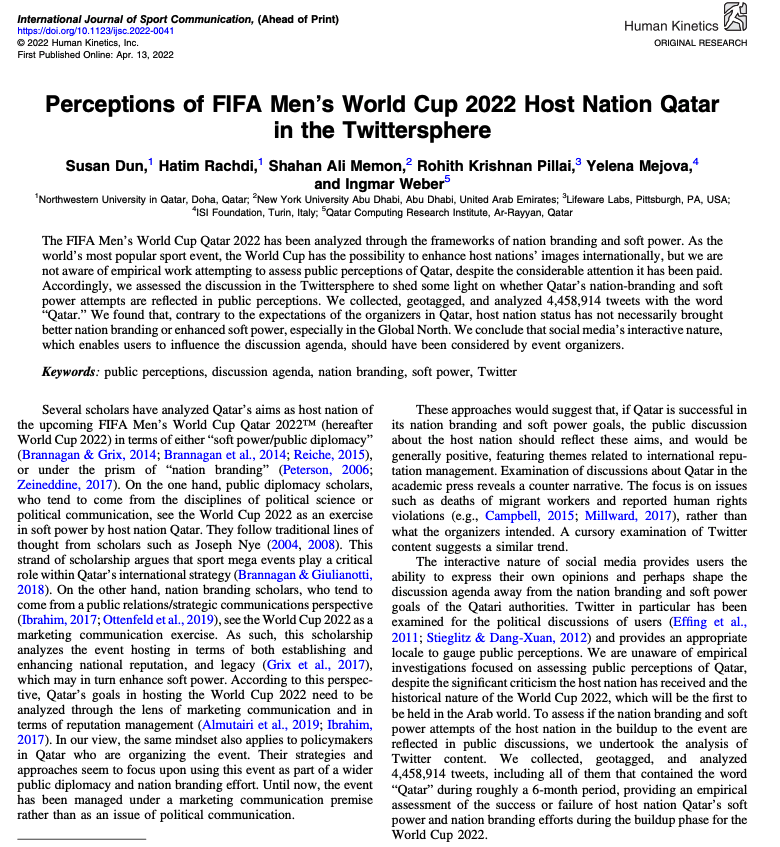 International Journal of Sport Communication, (Ahead of Print)
https://doi.org/10.1123/ijsc.2022-0041
© 2022 Human Kinetics, Inc.
First Published Online: Apr. 13, 2022
Human Kinetics
ORIGINAL RESEARCH
Perceptions of FIFA Men's World Cup 2022 Host Nation Qatar
in the Twittersphere
Susan Dun,1 Hatim Rachdi,1 Shahan Ali Memon,2 Rohith Krishnan Pillai,3 Yelena Mejova,4
and Ingmar Weber5
1Northwestern University in Qatar, Doha, Qatar; 2New York University Abu Dhabi, Abu Dhabi, United Arab Emirates; 3Lifeware Labs, Pittsburgh, PA, USA;
4ISI Foundation, Turin, Italy; 5Qatar Computing Research Institute, Ar-Rayyan, Qatar
The FIFA Men's World Cup Qatar 2022 has been analyzed through the frameworks of nation branding and soft power. As the
world's most popular sport event, the World Cup has the possibility to enhance host nations' images internationally, but we are
not aware of empirical work attempting to assess public perceptions of Qatar, despite the considerable attention it has been paid.
Accordingly, we assessed the discussion in the Twittersphere to shed some light on whether Qatar's nation-branding and soft
power attempts are reflected in public perceptions. We collected, geotagged, and analyzed 4,458,914 tweets with the word
"Qatar." We found that, contrary to the expectations of the organizers in Qatar, host nation status has not necessarily brought
better nation branding or enhanced soft power, especially in the Global North. We conclude that social media's interactive nature,
which enables users to influence the discussion agenda, should have been considered by event organizers.
Keywords: public perceptions, discussion agenda, nation branding, soft power, Twitter
Several scholars have analyzed Qatar's aims as host nation of
the upcoming FIFA Men's World Cup Qatar 2022™ (hereafter
World Cup 2022) in terms of either "soft power/public diplomacy"
(Brannagan & Grix, 2014; Brannagan et al., 2014; Reiche, 2015),
or under the prism of "nation branding" (Peterson, 2006;
Zeineddine, 2017). On the one hand, public diplomacy scholars,
who tend to come from the disciplines of political science or
political communication, see the World Cup 2022 as an exercise
in soft power by host nation Qatar. They follow traditional lines of
thought from scholars such as Joseph Nye (2004, 2008). This
strand of scholarship argues that sport mega events play a critical
role within Qatar's international strategy (Brannagan & Giulianotti,
2018). On the other hand, nation branding scholars, who tend to
come from a public relations/strategic communications perspective
(Ibrahim, 2017; Ottenfeld et al., 2019), see the World Cup 2022 as a
marketing communication exercise. As such, this scholarship
analyzes the event hosting in terms of both establishing and
enhancing national reputation, and legacy (Grix et al., 2017),
which may in turn enhance soft power. According to this perspec-
tive, Qatar's goals in hosting the World Cup 2022 need to be
analyzed through the lens of marketing communication and in
terms of reputation management (Almutairi et al., 2019; Ibrahim,
2017). In our view, the same mindset also applies to policymakers
in Qatar who are organizing the event. Their strategies and
approaches seem to focus upon using this event as part of a wider
public diplomacy and nation branding effort. Until now, the event
has been managed under a marketing communication premise
rather than as an issue of political communication.
These approaches would suggest that, if Qatar is successful in
its nation branding and soft power goals, the public discussion
about the host nation should reflect these aims, and would be
generally positive, featuring themes related to international repu-
tation management. Examination of discussions about Qatar in the
academic press reveals a counter narrative. The focus is on issues
such as deaths of migrant workers and reported human rights
violations (e.g., Campbell, 2015; Millward, 2017), rather than
what the organizers intended. A cursory examination of Twitter
content suggests a similar trend.
The interactive nature of social media provides users the
ability to express their own opinions and perhaps shape the
discussion agenda away from the nation branding and soft power
goals of the Qatari authorities. Twitter in particular has been
examined for the political discussions of users (Effing et al.,
2011; Stieglitz & Dang-Xuan, 2012) and provides an appropriate
locale to gauge public perceptions. We are unaware of empirical
investigations focused on assessing public perceptions of Qatar,
despite the significant criticism the host nation has received and the
historical nature of the World Cup 2022, which will be the first to
be held in the Arab world. To assess if the nation branding and soft
power attempts of the host nation in the buildup to the event are
reflected in public discussions, we undertook the analysis of
Twitter content. We collected, geotagged, and analyzed
4,458,914 tweets, including all of them that contained the word
"Qatar" during roughly a 6-month period, providing an empirical
assessment of the success or failure of host nation Qatar's soft
power and nation branding efforts during the buildup phase for the
World Cup 2022.